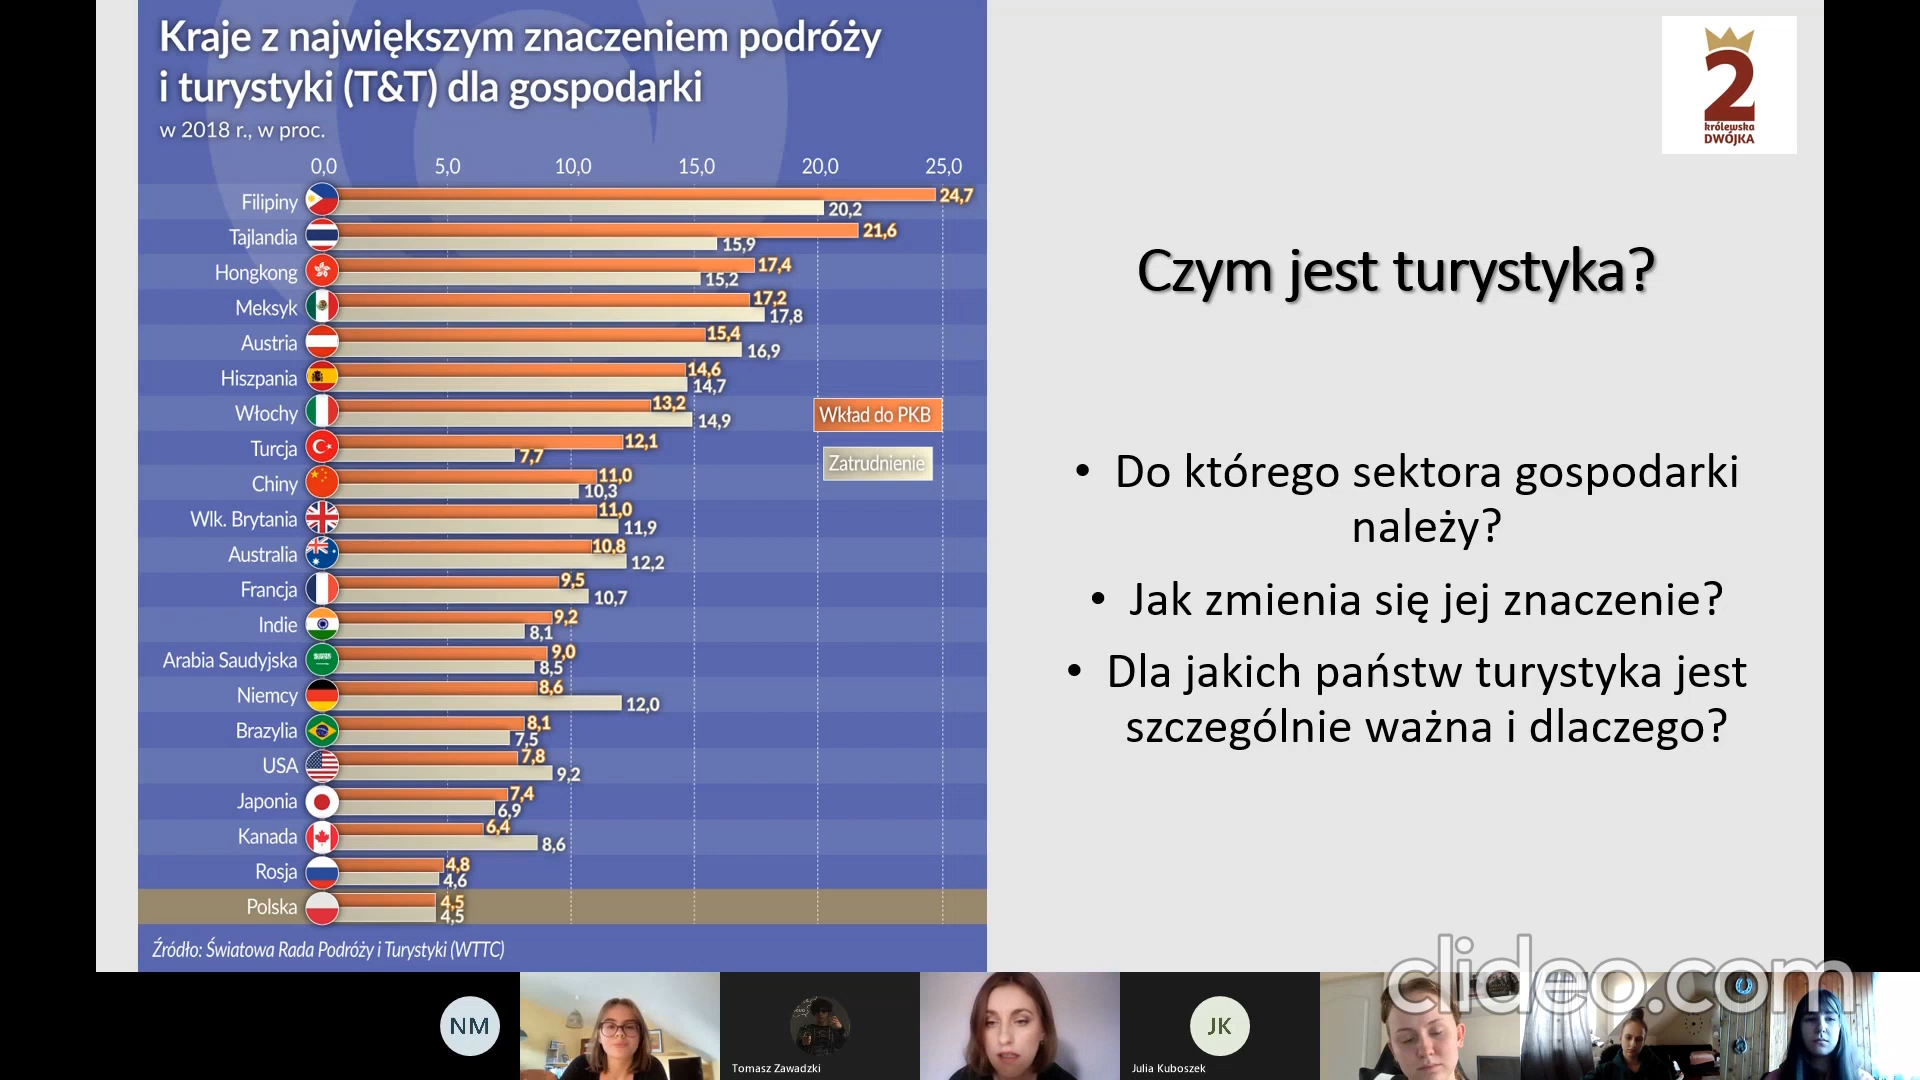 Kraje z największym znaczeniem podróży
i turystyki (T&T) dla gospodarki
w 2018 r., w proc.
0,0 5,0 10,0 15,0 20,0 25,0
Filipiny 24,7
20,2
Tajlandia 21,6
15,9
Hongkong 17,4
15,2
Meksyk 17,2
17,8
Austria 15,4
16,9
Hiszpania 14,6
14,7
Włochy 13,2
14,9
Turcja 12,1
7,7
Chiny 11,0
10,3
Wlk. Brytania 11,0
11,9
Australia 10,8
12,2
Francja 9,5
10,7
Indie 9,2
8,1
Arabia Saudyjska 9,0
8,5
Niemcy 8,6
12,0
Brazylia 8,1
7,5
USA 7,8
9,2
Japonia 7,4
6,9
Kanada 6,4
8,6
Rosja 4,8
4,6
Polska 4,5
4,5
Wkład do PKB
Zatrudnienie
Źródło: Światowa Rada Podróży i Turystyki (WTTC)
2
królewska
DWÓJKA
Czym jest turystyka?
• Do którego sektora gospodarki
należy?
• Jak zmienia się jej znaczenie?
• Dla jakich państw turystyka jest
szczególnie ważna i dlaczego?
clideo.com
NM
Tomasz Zawadzki
JK
Julia Kuboszek